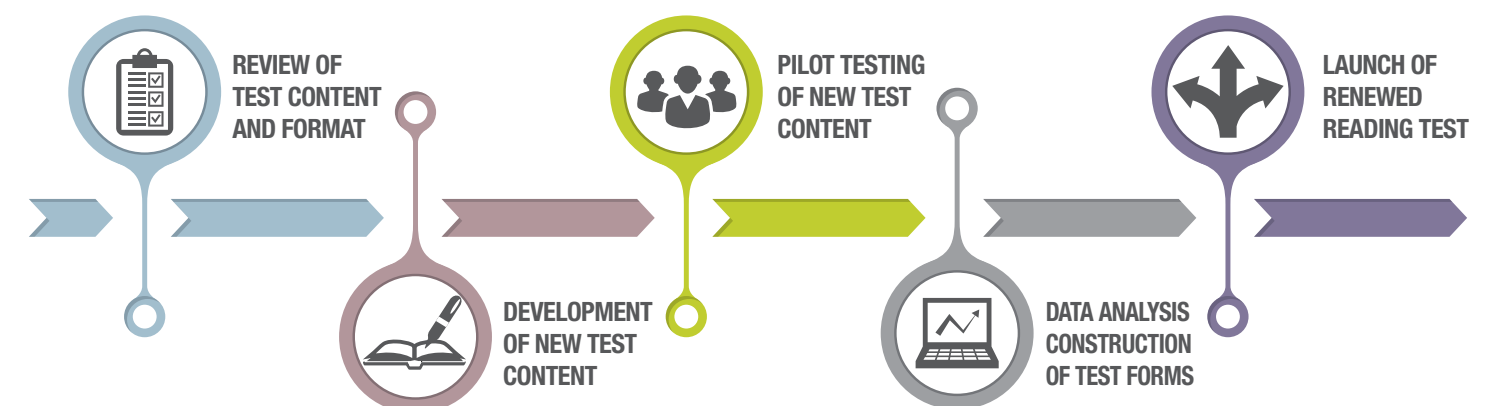 REVIEW OF
TEST CONTENT
AND FORMAT
DEVELOPMENT
OF NEW TEST
CONTENT
PILOT TESTING
OF NEW TEST
CONTENT
DATA ANALYSIS
CONSTRUCTION
OF TEST FORMS
LAUNCH OF
RENEWED
READING TEST